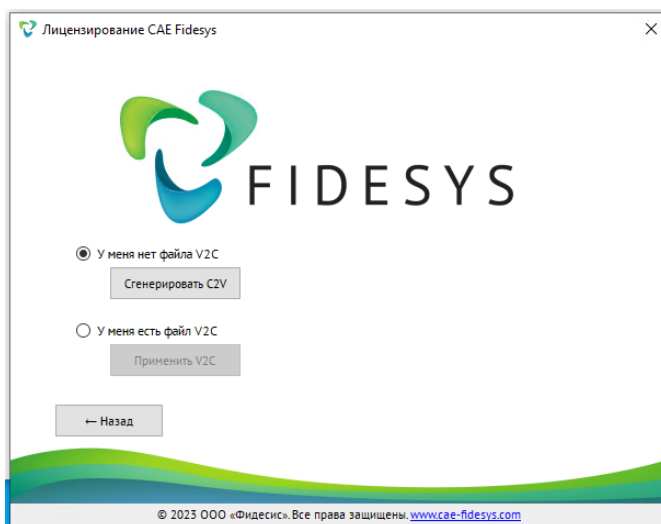 Лицензирование CAE Fidesys
FIDESYS
У меня нет файла V2C
Сгенерировать C2V
У меня есть файл V2C
Применить V2C
← Назад
© 2023 ООО «Фидесис». Все права защищены. www.cae-fidesys.com